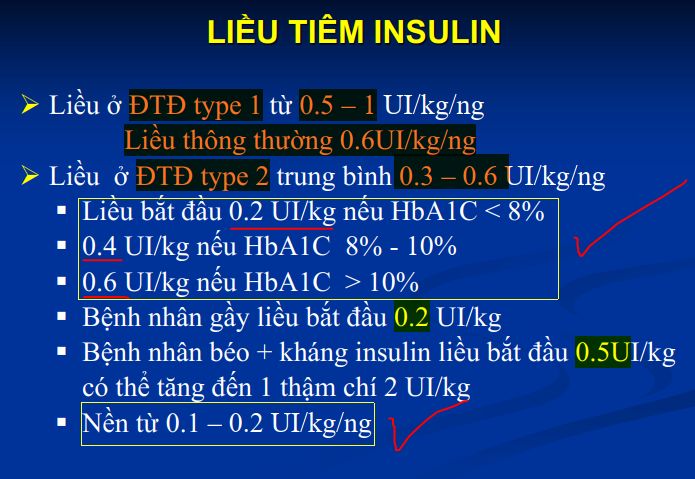 LIỀU TIÊM INSULIN
Liều ở ĐTĐ type 1 từ 0.5 – 1 UI/kg/ng
Liều thông thường 0.6UI/kg/ng
Liều ở ĐTĐ type 2 trung bình 0.3 – 0.6 UI/kg/ng
Liều bắt đầu 0.2 UI/kg nếu HbA1C < 8%
0.4 UI/kg nếu HbA1C 8% - 10%
0.6 UI/kg nếu HbA1C > 10%
Bệnh nhân gầy liều bắt đầu 0.2 UI/kg
Bệnh nhân béo + kháng insulin liều bắt đầu 0.5UI/kg
có thể tăng đến 1 thậm chí 2 UI/kg
Nền từ 0.1 – 0.2 UI/kg/ng